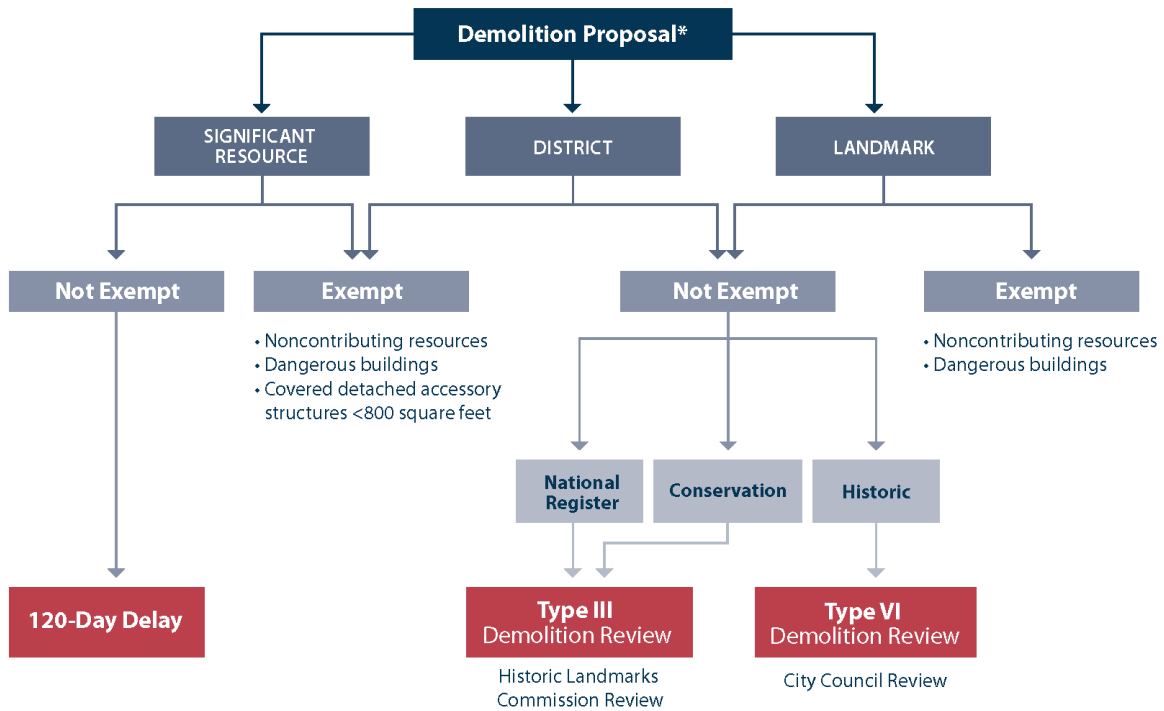 Demolition Proposal*
SIGNIFICANT
RESOURCE
DISTRICT
LANDMARK
Not Exempt
Exempt
Not Exempt
Exempt
• Noncontributing resources
• Dangerous buildings
• Covered detached accessory
structures <800 square feet
• Noncontributing resources
• Dangerous buildings
National
Register
Conservation
Historic
120-Day Delay
Type III
Demolition Review
Type VI
Demolition Review
Historic Landmarks
Commission Review
City Council Review